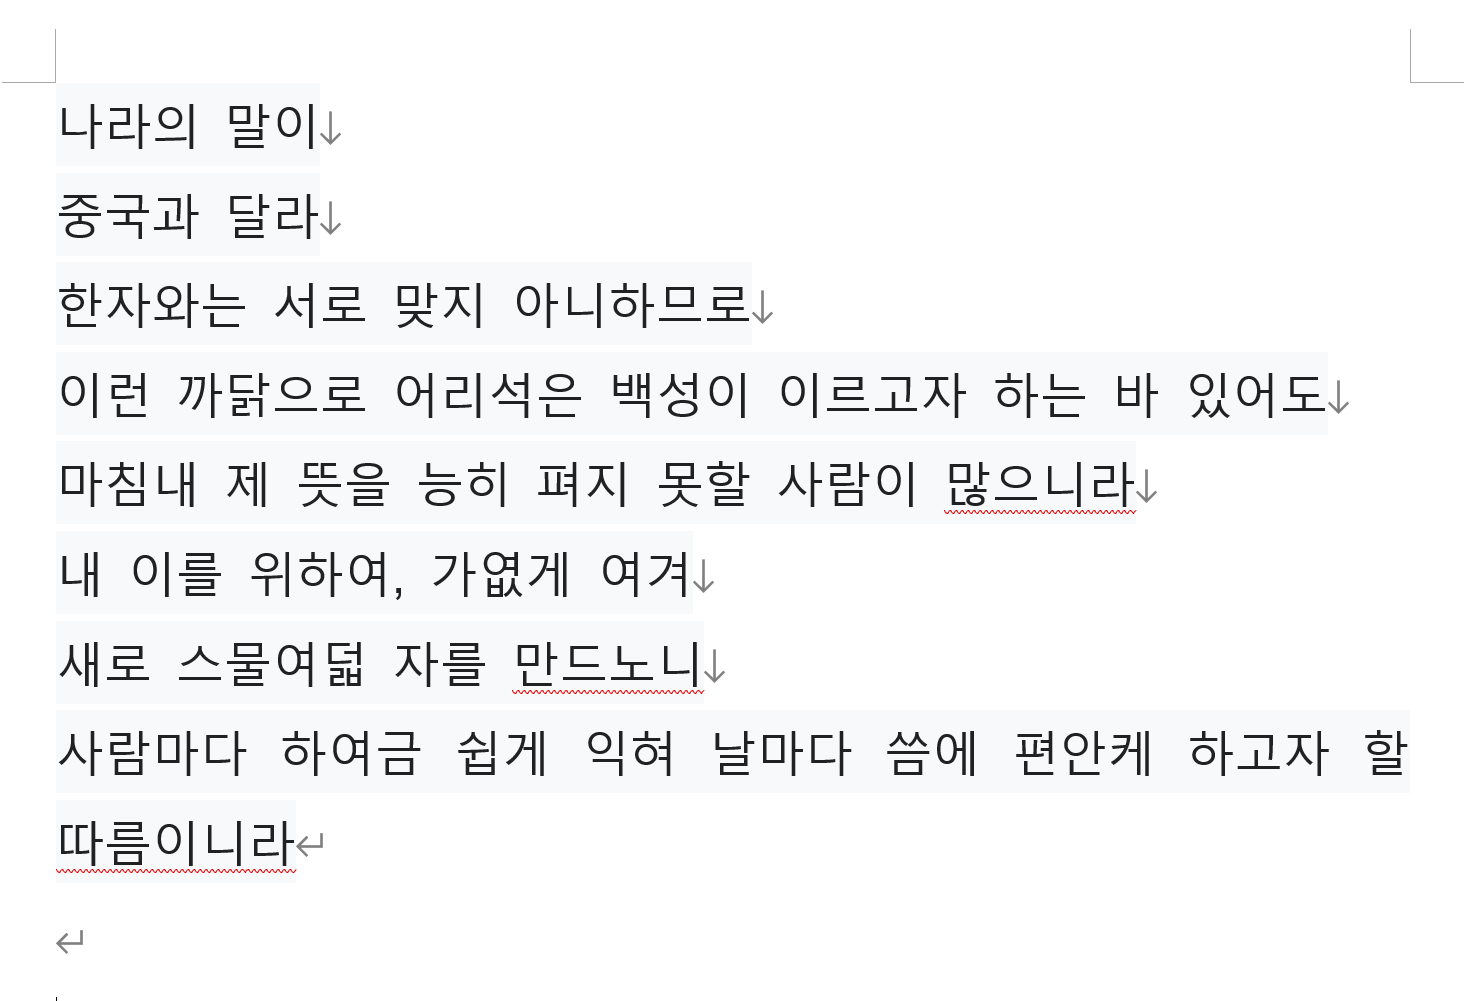 나라의 말이
중국과 달라
한자와는 서로 맞지 아니하므로
이런 까닭으로 어리석은 백성이 이르고자 하는 바 있어도
마침내 제 뜻을 능히 펴지 못할 사람이 많으니라
내 이를 위하여, 가엾게 여겨
새로 스물여덟 자를 만드노니
사람마다 하여금 쉽게 익혀 날마다 씀에 편안케 하고자 할
따름이니라